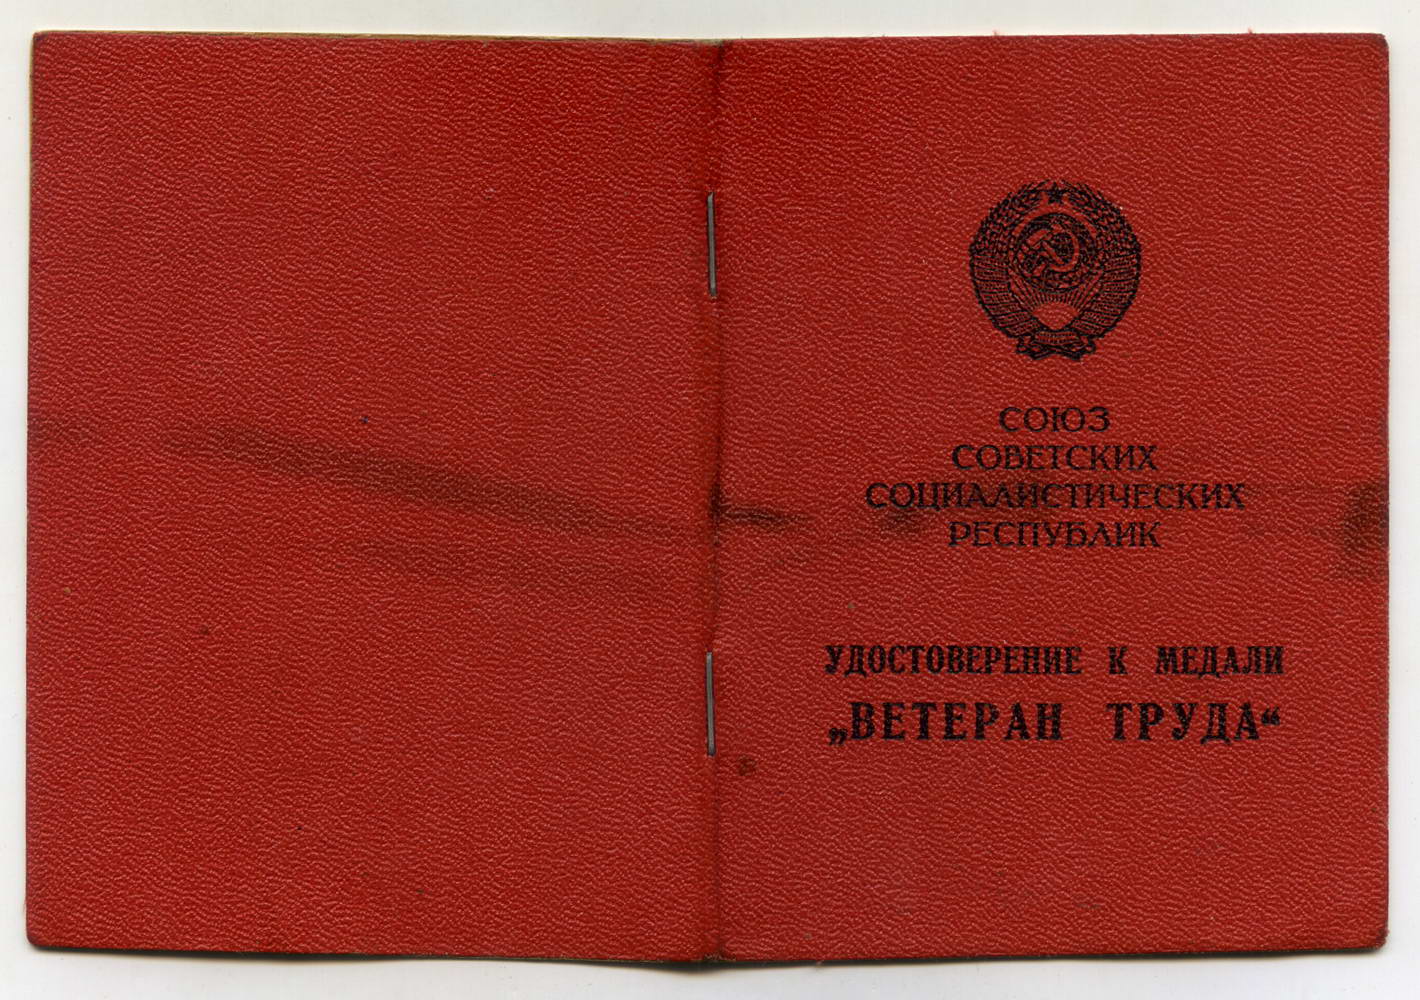 СОЮЗ
СОВЕТСКИХ
СОЦИАЛИСТИЧЕСКИХ
РЕСПУБЛИК
УДОСТОВЕРЕНИЕ К МЕДАЛИ
„ВЕТЕРАН ТРУДА“